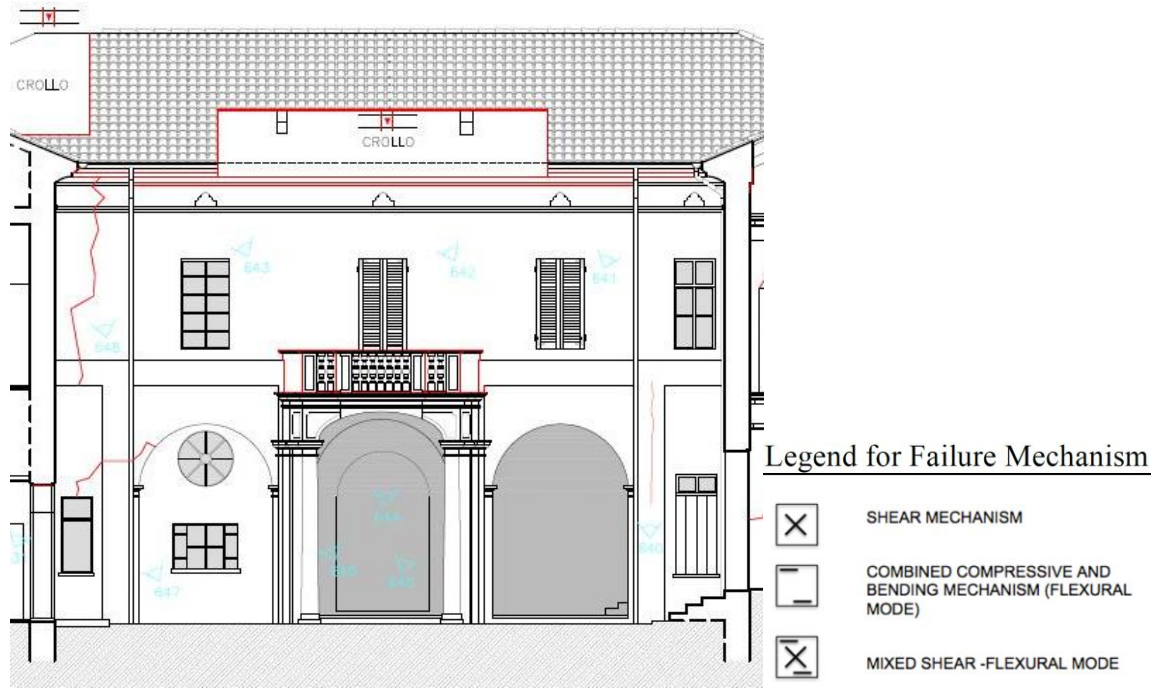 CROLLO
CROLLO
643
642
641
648
644
645
640
647
Legend for Failure Mechanism
SHEAR MECHANISM
COMBINED COMPRESSIVE AND
BENDING MECHANISM (FLEXURAL
MODE)
MIXED SHEAR -FLEXURAL MODE